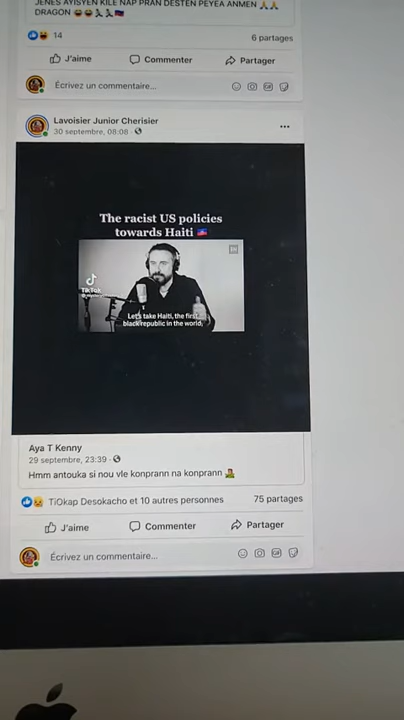 JENES AYISYEN KILE NAP PRAN DESTEN PEYEA ANMEN 🙏🙏
DRAGON
14
6 partages
J'aime
Commenter
Partager
Écrivez un commentaire...
Lavoisier Junior Cherisier
30 septembre, 08:08
The racist US policies
towards Haiti 🇭🇹
TikTok
Let's take Haiti, the first
black republic in the world,
Aya T Kenny
29 septembre, 23:39
Hmm antouka si nou vle konprann na konprann
TiOkap Desokacho et 10 autres personnes
75 partages
J'aime
Commenter
Partager
Écrivez un commentaire...